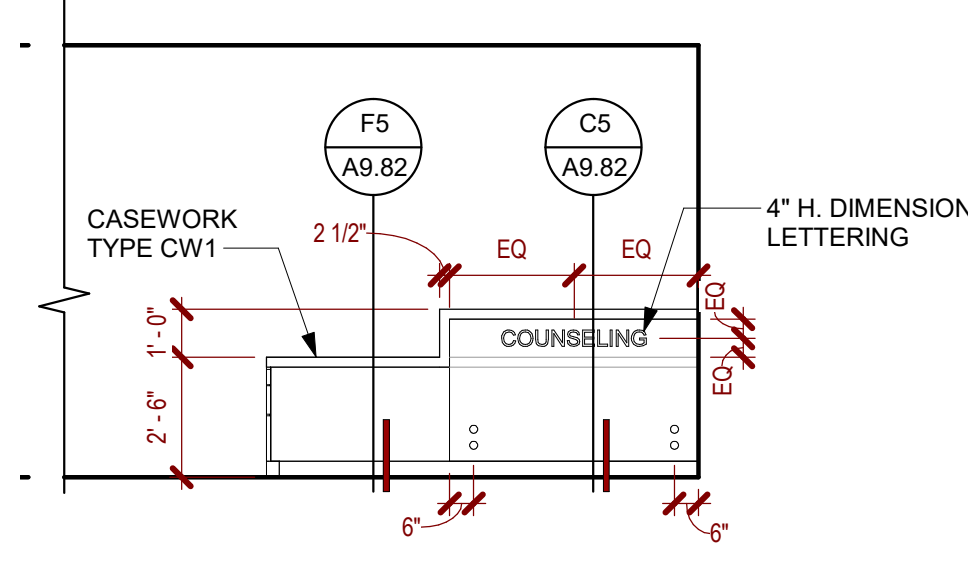 F5
A9.82
C5
A9.82
CASEWORK
TYPE CW1
2 1/2"
EQ
EQ
4" H. DIMENSION
LETTERING
EQ
COUNSELING
1' - 0"
EQ
2' - 6"
6"
6"